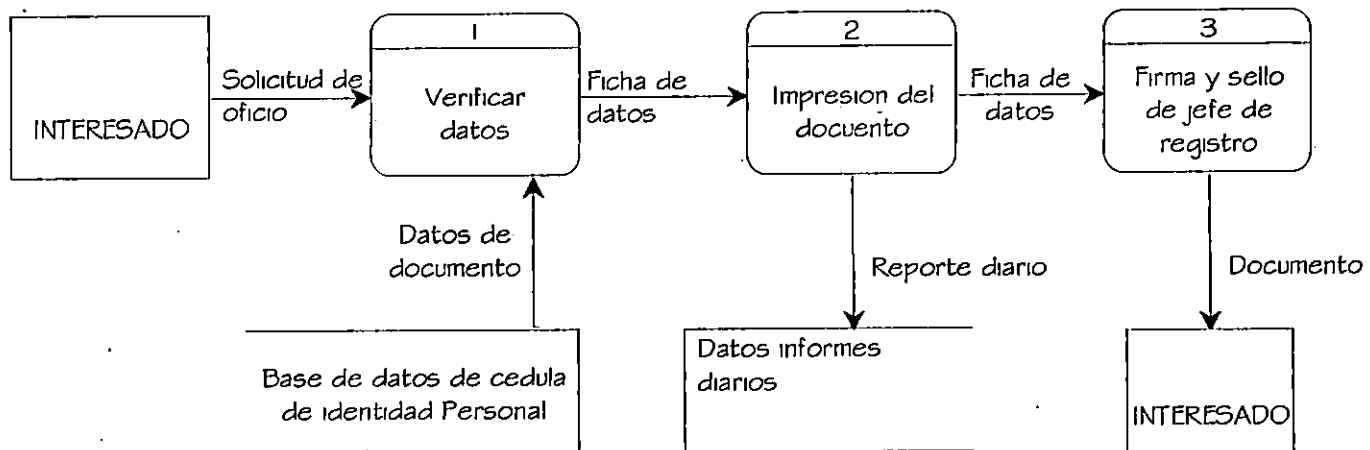 INTERESADO
Solicitud de
oficio
1
Verificar
datos
Ficha de
datos
2
Impresion del
docuento
Ficha de
datos
3
Firma y sello
de jefe de
registro
Datos de
documento
Reporte diario
Documento
Base de datos de cedula
de identidad Personal
Datos informes
diarios
INTERESADO